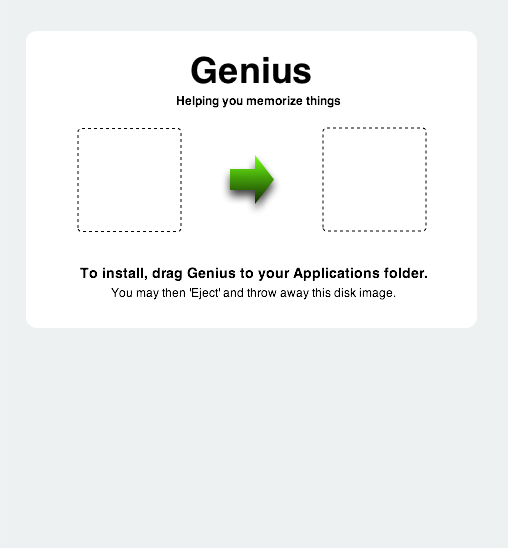 Genius
Helping you memorize things
To install, drag Genius to your Applications folder.
You may then 'Eject' and throw away this disk image.